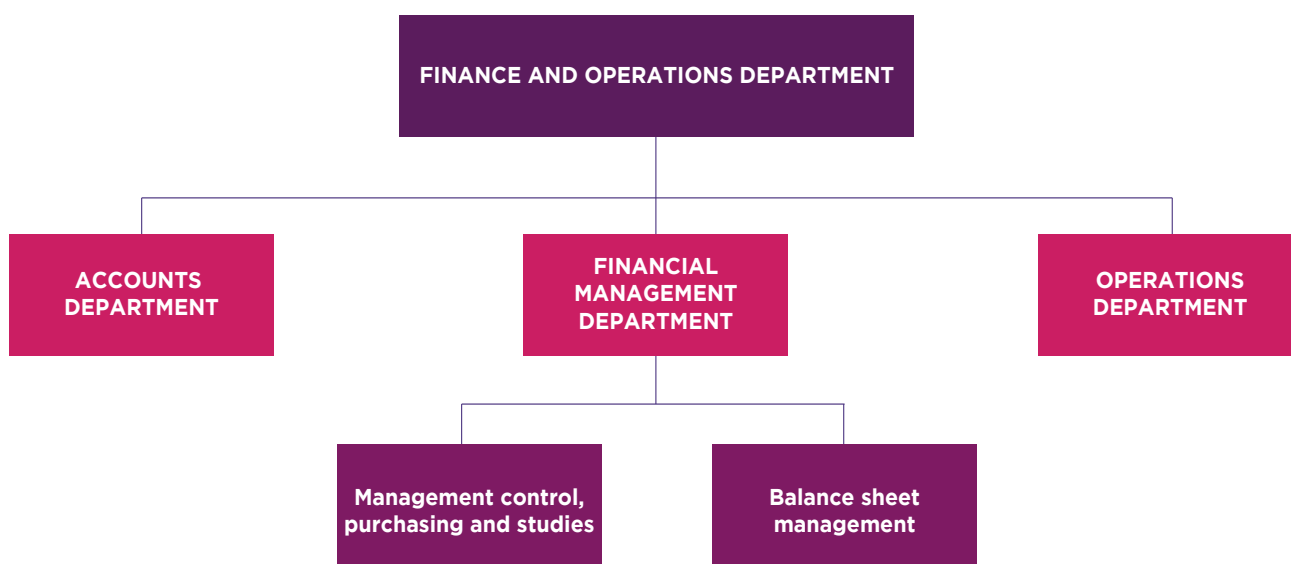 FINANCE AND OPERATIONS DEPARTMENT
ACCOUNTS
DEPARTMENT
FINANCIAL
MANAGEMENT
DEPARTMENT
OPERATIONS
DEPARTMENT
Management control,
purchasing and studies
Balance sheet
management